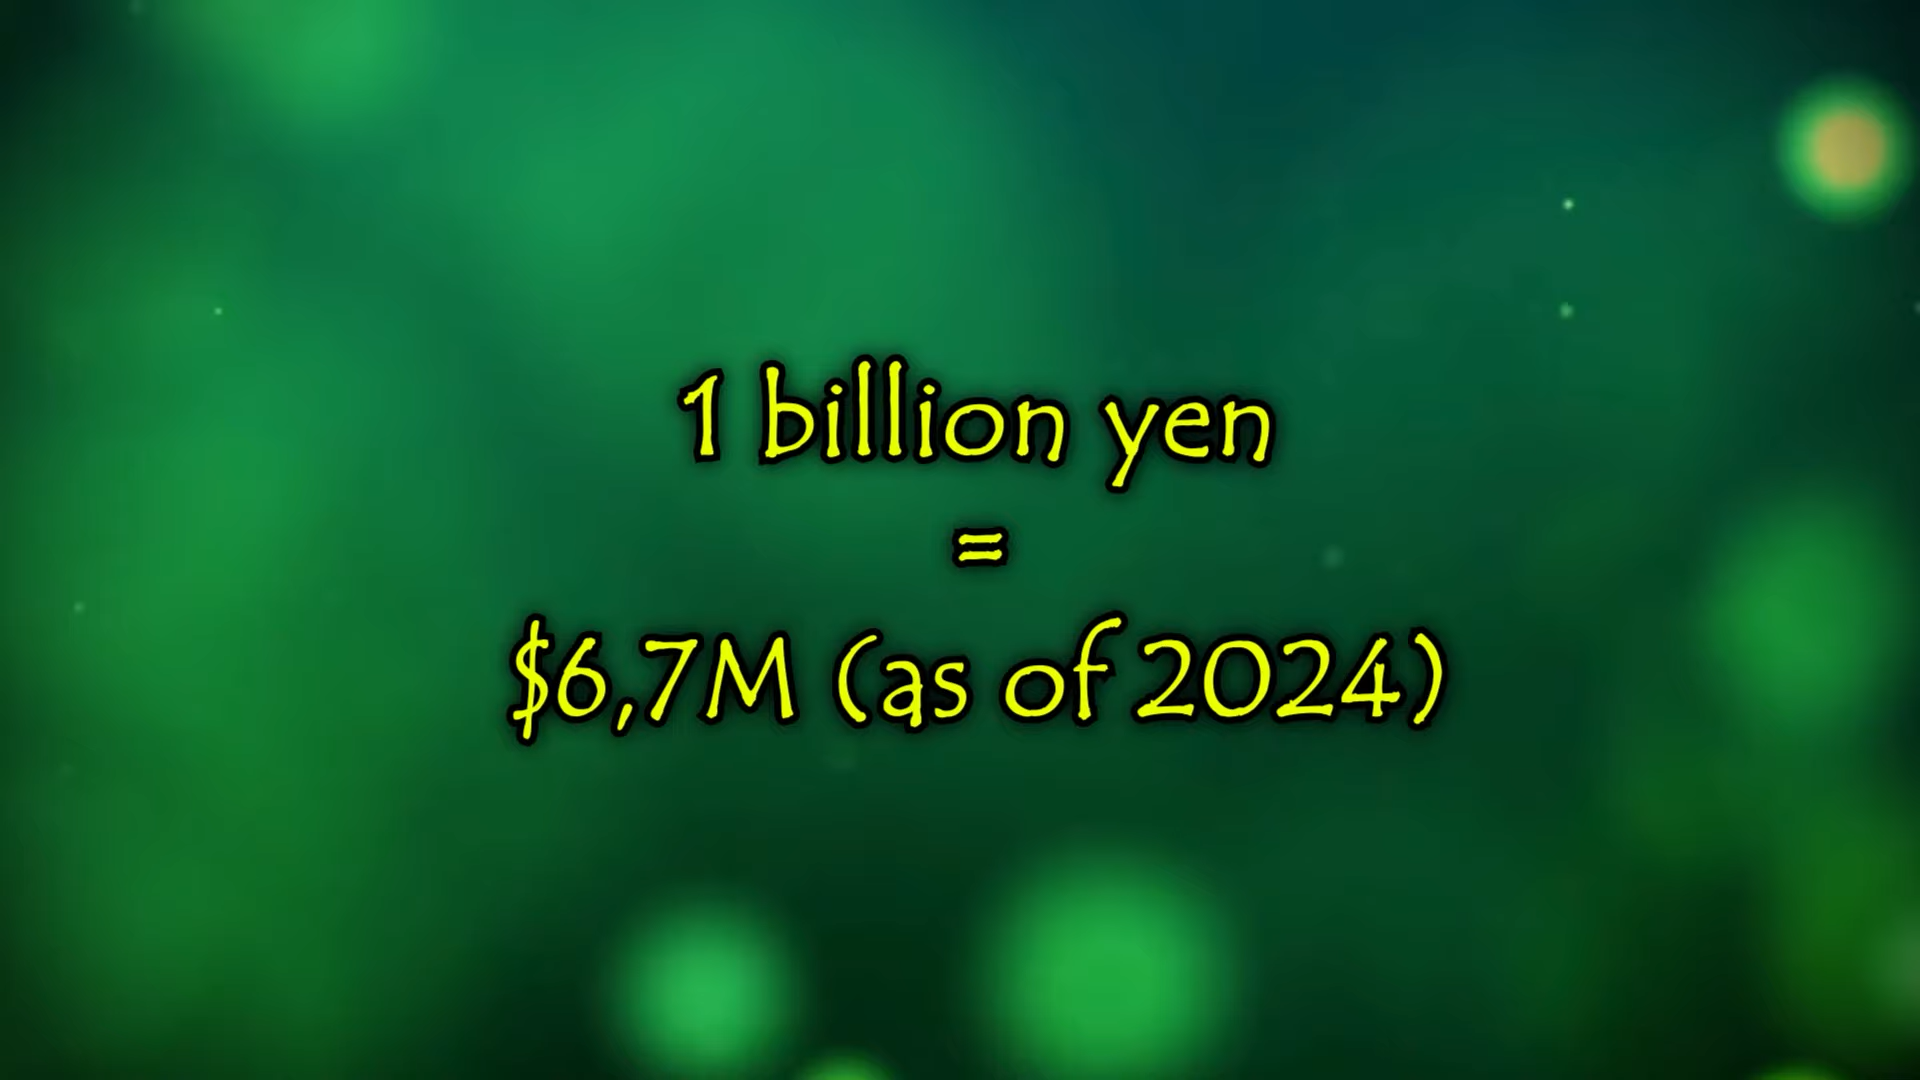 1 billion yen
=
$6,7M (as of 2024)